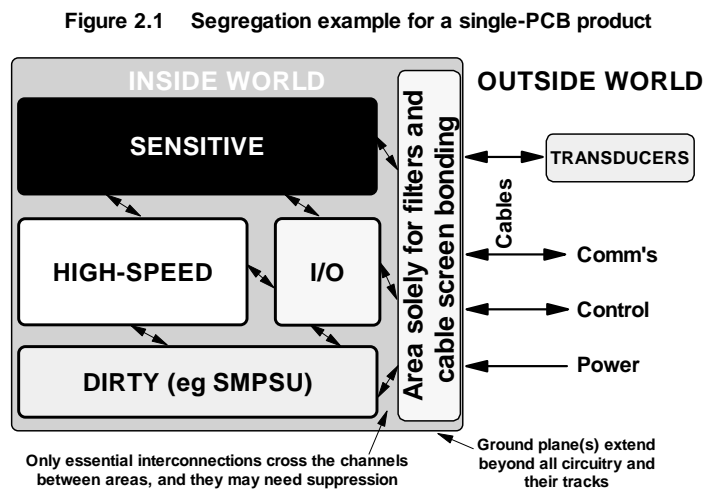 Figure 2.1 Segregation example for a single-PCB product
INSIDE WORLD
OUTSIDE WORLD
SENSITIVE
HIGH-SPEED
I/O
DIRTY (eg SMPSU)
Area solely for filters and
cable screen bonding
Cables
TRANSDUCERS
Comm's
Control
Power
Only essential interconnections cross the channels
between areas, and they may need suppression
Ground plane(s) extend
beyond all circuitry and
their tracks